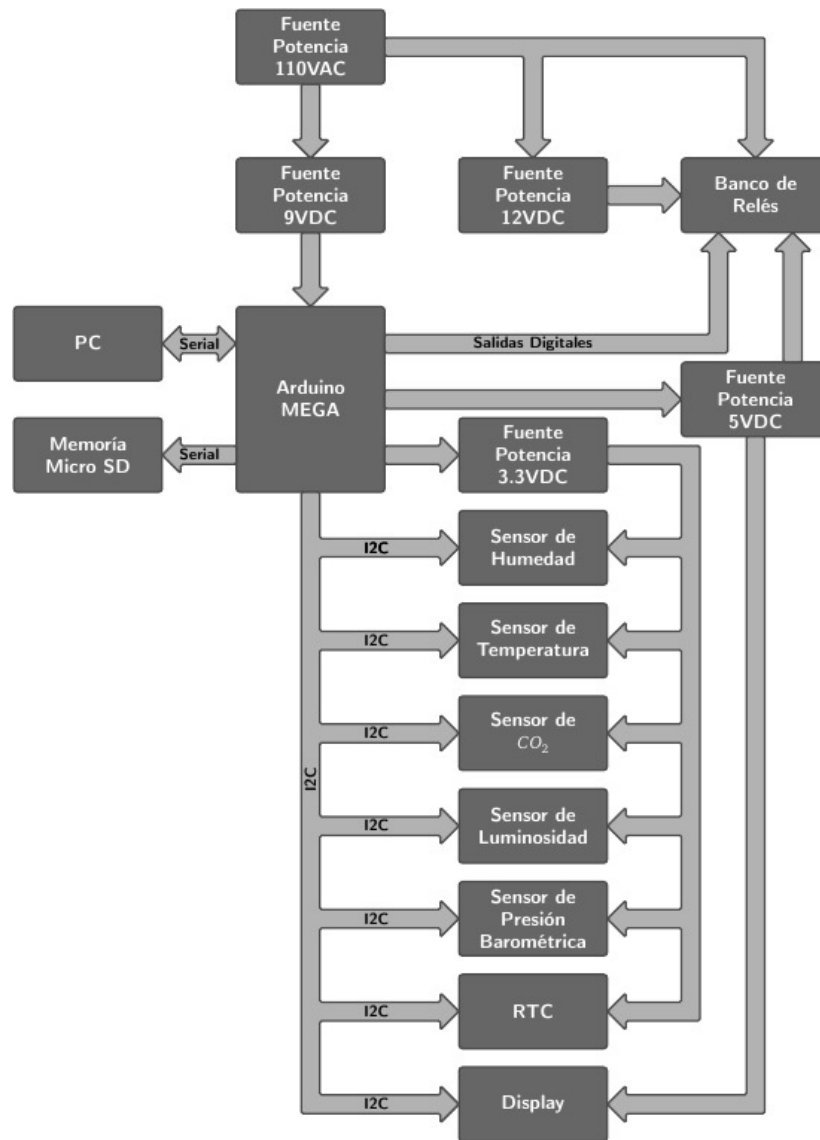 Fuente
Potencia
110VAC
Fuente
Potencia
9VDC
Fuente
Potencia
12VDC
Banco de
Relés
PC
Serial
Arduino
MEGA
Salidas Digitales
Fuente
Potencia
5VDC
Memoría
Micro SD
Serial
Fuente
Potencia
3.3VDC
I2C
Sensor de
Humedad
I2C
Sensor de
Temperatura
I2C
Sensor de
CO₂
I2C
I2C
Sensor de
Luminosidad
I2C
Sensor de
Presión
Barométrica
I2C
RTC
I2C
Display